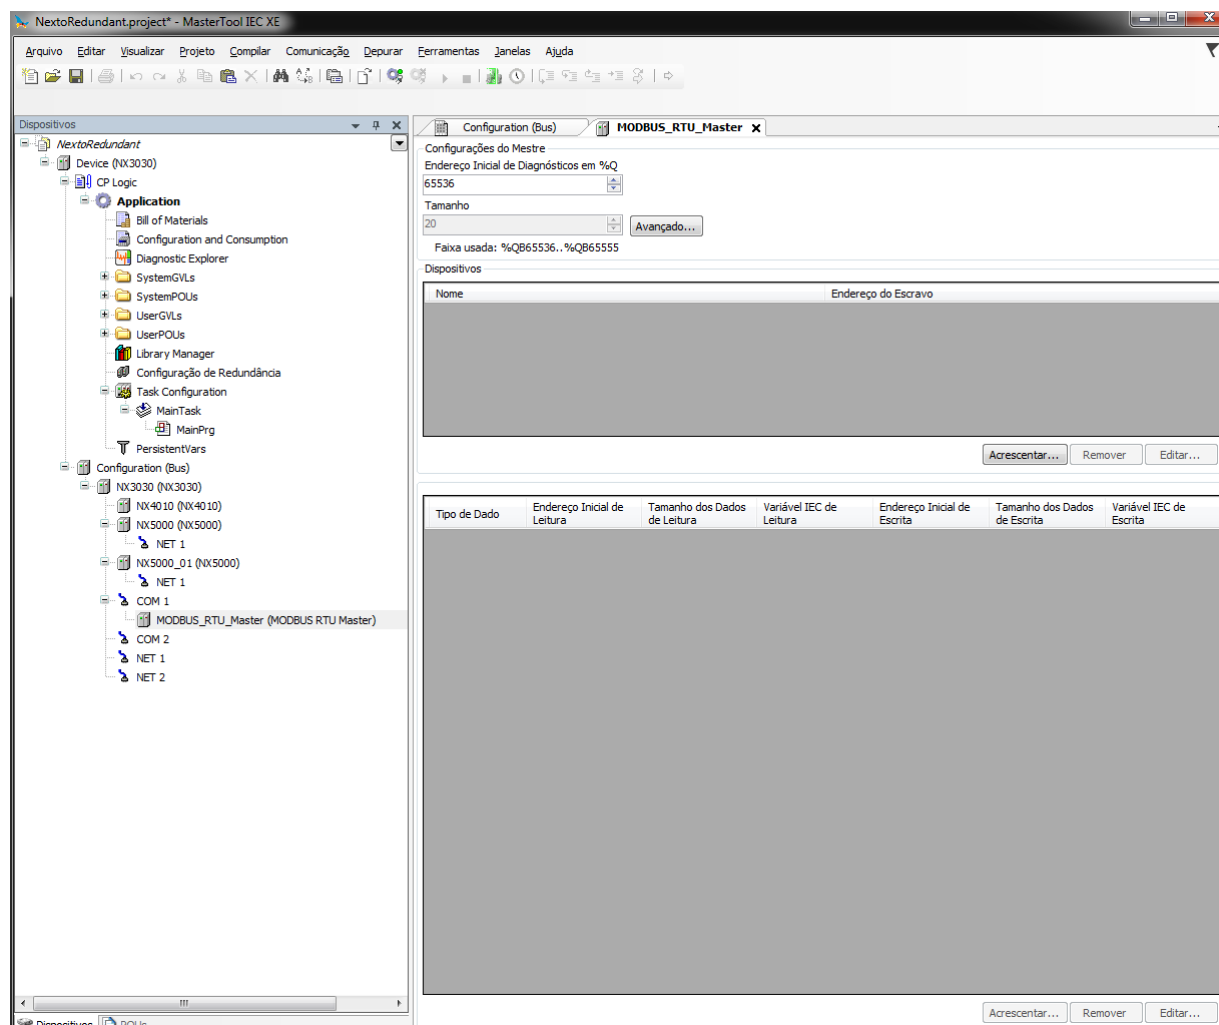 NextoRedundant.project* - MasterTool IEC XE
Arquivo Editar Visualizar Projeto Compilar Comunicação Depurar Ferramentas Janelas Ajuda
Dispositivos
NextoRedundant
Device (NX3030)
CP Logic
Application
Bill of Materials
Configuration and Consumption
Diagnostic Explorer
SystemGVLs
SystemPOUs
UserGVLs
UserPOUs
Library Manager
Configuração de Redundância
Task Configuration
MainTask
MainPrg
PersistentVars
Configuration (Bus)
NX3030 (NX3030)
NX4010 (NX4010)
NX5000 (NX5000)
NET 1
NX5000_01 (NX5000)
NET 1
COM 1
MODBUS_RTU_Master (MODBUS RTU Master)
COM 2
NET 1
NET 2
Dispositivos POUs
Configuration (Bus) MODBUS_RTU_Master
Configurações do Mestre
Endereço Inicial de Diagnósticos em %Q
65536
Tamanho
20 Avançado...
Faixa usada: %QB65536..%QB65555
Dispositivos
Nome Endereço do Escravo
Acrescentar... Remover Editar...
Tipo de Dado Endereço Inicial de Leitura Tamanho dos Dados de Leitura Variável IEC de Leitura Endereço Inicial de Escrita Tamanho dos Dados de Escrita Variável IEC de Escrita
Acrescentar... Remover Editar...